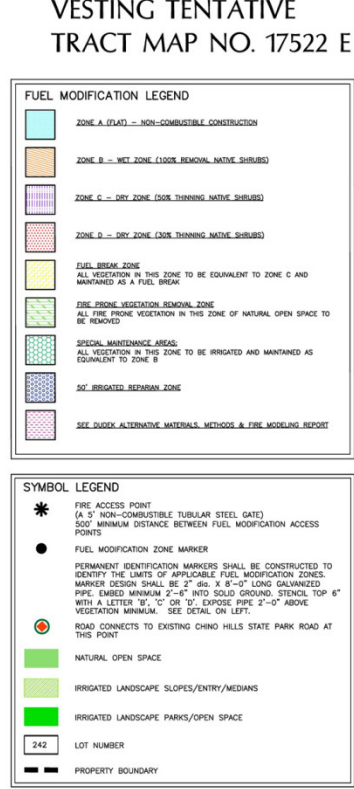 VESTING TENTATIVE
TRACT MAP NO. 17522 E
FUEL MODIFICATION LEGEND
ZONE A (FLAT) – NON-COMBUSTIBLE CONSTRUCTION
ZONE B – WET ZONE (100% REMOVAL NATIVE SHRUBS)
ZONE C – DRY ZONE (50% THINNING NATIVE SHRUBS)
ZONE D – DRY ZONE (30% THINNING NATIVE SHRUBS)
FUEL BREAK ZONE
ALL VEGETATION IN THIS ZONE TO BE EQUIVALENT TO ZONE C AND
MAINTAINED AS A FUEL BREAK
FIRE PRONE VEGETATION REMOVAL ZONE
ALL FIRE PRONE VEGETATION IN THIS ZONE OF NATURAL OPEN SPACE TO
BE REMOVED
SPECIAL MAINTENANCE AREAS:
ALL VEGETATION IN THIS ZONE TO BE IRRIGATED AND MAINTAINED AS
EQUIVALENT TO ZONE B
50' IRRIGATED REPARIAN ZONE
SEE DUDEK ALTERNATIVE MATERIALS, METHODS & FIRE MODELING REPORT
SYMBOL LEGEND
FIRE ACCESS POINT
(A 5' NON-COMBUSTIBLE TUBULAR STEEL GATE)
500' MINIMUM DISTANCE BETWEEN FUEL MODIFICATION ACCESS
POINTS
FUEL MODIFICATION ZONE MARKER
PERMANENT IDENTIFICATION MARKERS SHALL BE CONSTRUCTED TO
IDENTIFY THE LIMITS OF APPLICABLE FUEL MODIFICATION ZONES.
MARKER DESIGN SHALL BE 2" dia. X 8'-0" LONG GALVANIZED
PIPE. EMBED MINIMUM 2'-6" INTO SOLID GROUND. STENCIL TOP 6"
WITH A LETTER 'B', 'C' OR 'D'. EXPOSE PIPE 2'-0" ABOVE
VEGETATION MINIMUM. SEE DETAIL ON LEFT.
ROAD CONNECTS TO EXISTING CHINO HILLS STATE PARK ROAD AT
THIS POINT
NATURAL OPEN SPACE
IRRIGATED LANDSCAPE SLOPES/ENTRY/MEDIANS
IRRIGATED LANDSCAPE PARKS/OPEN SPACE
242 LOT NUMBER
PROPERTY BOUNDARY